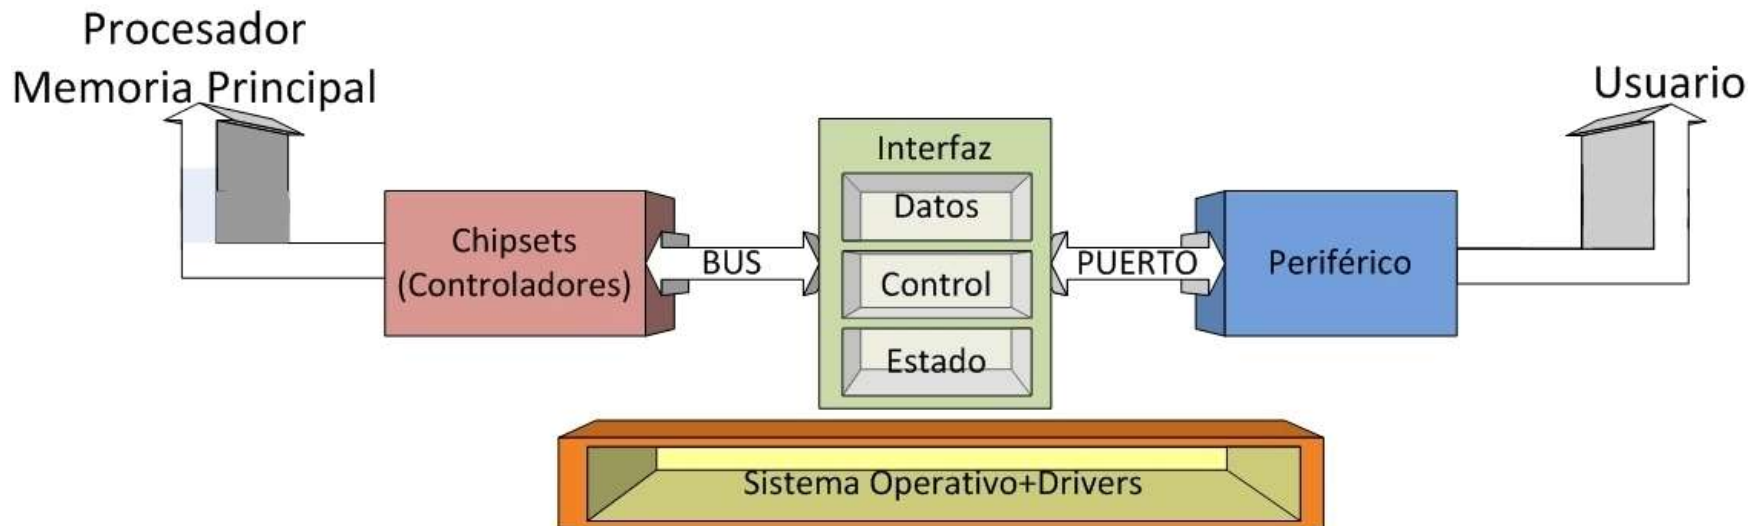 Procesador
Memoria Principal
Usuario
Interfaz
Datos
Chipsets
(Controladores)
BUS
Control
PUERTO
Periférico
Estado
Sistema Operativo+Drivers